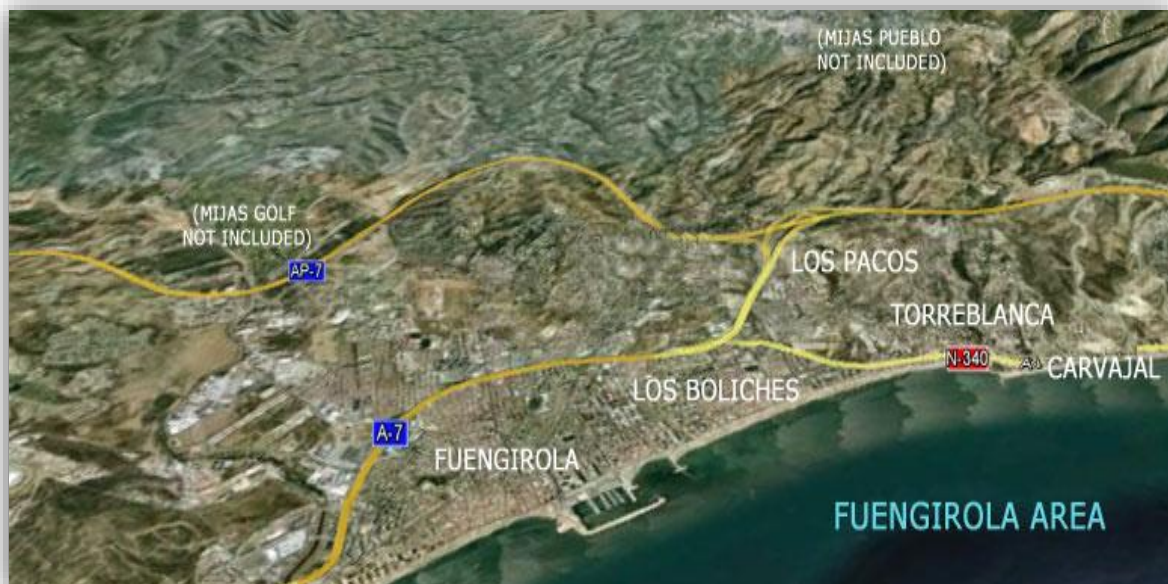 (MIJAS PUEBLO
NOT INCLUDED)
(MIJAS GOLF
NOT INCLUDED)
AP-7
LOS PACOS
TORREBLANCA
N-340
CARVAJAL
LOS BOLICHES
A-7
FUENGIROLA
FUENGIROLA AREA